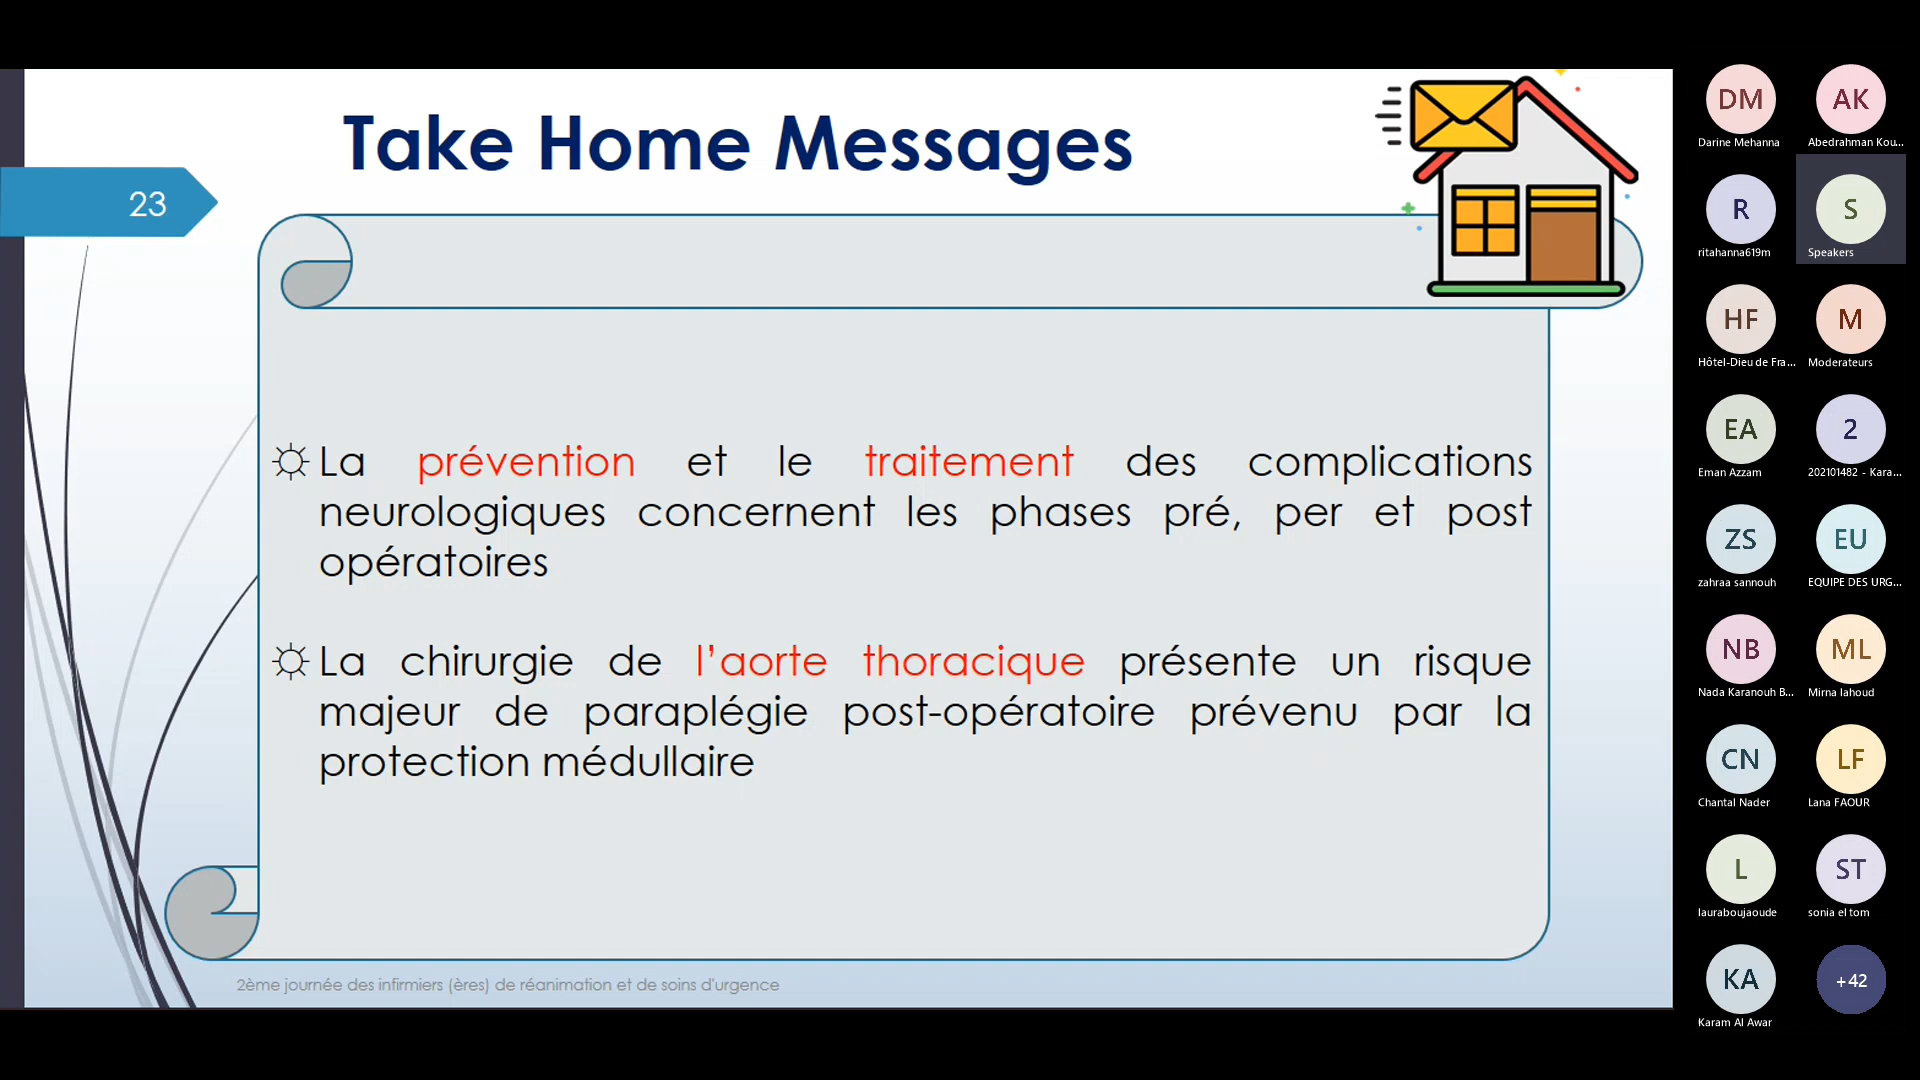 Take Home Messages
23
La prévention et le traitement des complications
neurologiques concernent les phases pré, per et post
opératoires
La chirurgie de l’aorte thoracique présente un risque
majeur de paraplégie post-opératoire prévenu par la
protection médullaire
2ème journée des infirmiers (ères) de réanimation et de soins d'urgence
DM
Darine Mehanna
AK
Abedrahman Kou...
R
ritahanna619m
S
Speakers
HF
Hôtel-Dieu de Fra...
M
Moderateurs
EA
Eman Azzam
2
202101482 - Kara...
ZS
zahraa sannouh
EU
EQUIPE DES URG...
NB
Nada Karanouh B...
ML
Mirna lahoud
CN
Chantal Nader
LF
Lana FAOUR
L
lauraboujaoude
ST
sonia el tom
KA
Karam Al Awar
+42